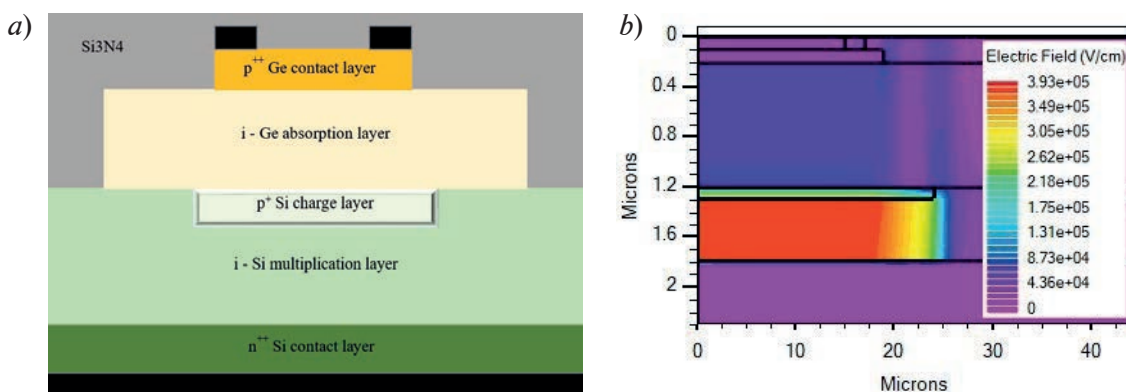 a)
Si3N4
p++ Ge contact layer
i - Ge absorption layer
p+ Si charge layer
i - Si multiplication layer
n++ Si contact layer
b)
Electric Field (V/cm)
3.93e+05
3.49e+05
3.05e+05
2.62e+05
2.18e+05
1.75e+05
1.31e+05
8.73e+04
4.36e+04
0
Microns
0
0.4
0.8
1.2
1.6
2
0 10 20 30 40
Microns